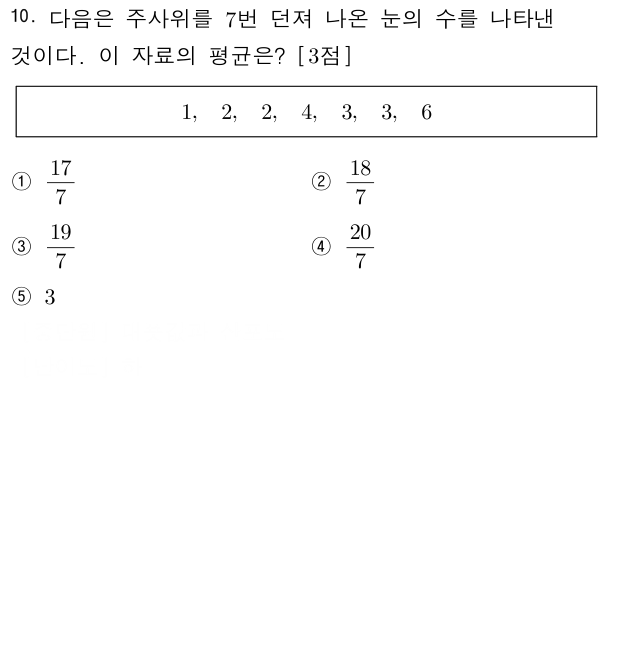 10. 다음은 주사위를 7번 던져 나온 눈의 수를 나타낸
것이다. 이 자료의 평균은? [3점]
1, 2, 2, 4, 3, 3, 6
① 17/7 ② 18/7
③ 19/7 ④ 20/7
⑤ 3